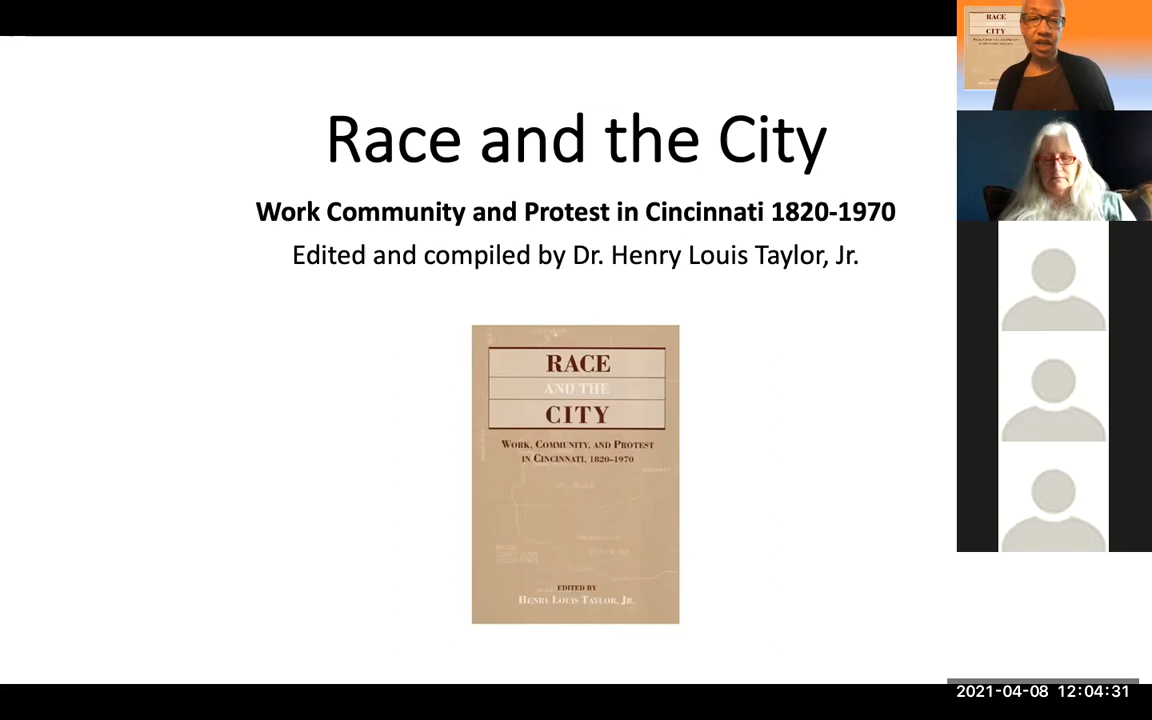 Race and the City
Work Community and Protest in Cincinnati 1820-1970
Edited and compiled by Dr. Henry Louis Taylor, Jr.
RACE
AND THE
CITY
WORK, COMMUNITY, AND PROTEST
IN CINCINNATI, 1820–1970
EDITED BY
HENRY LOUIS TAYLOR, JR.
RACE
CITY
2021-04-08 12:04:31